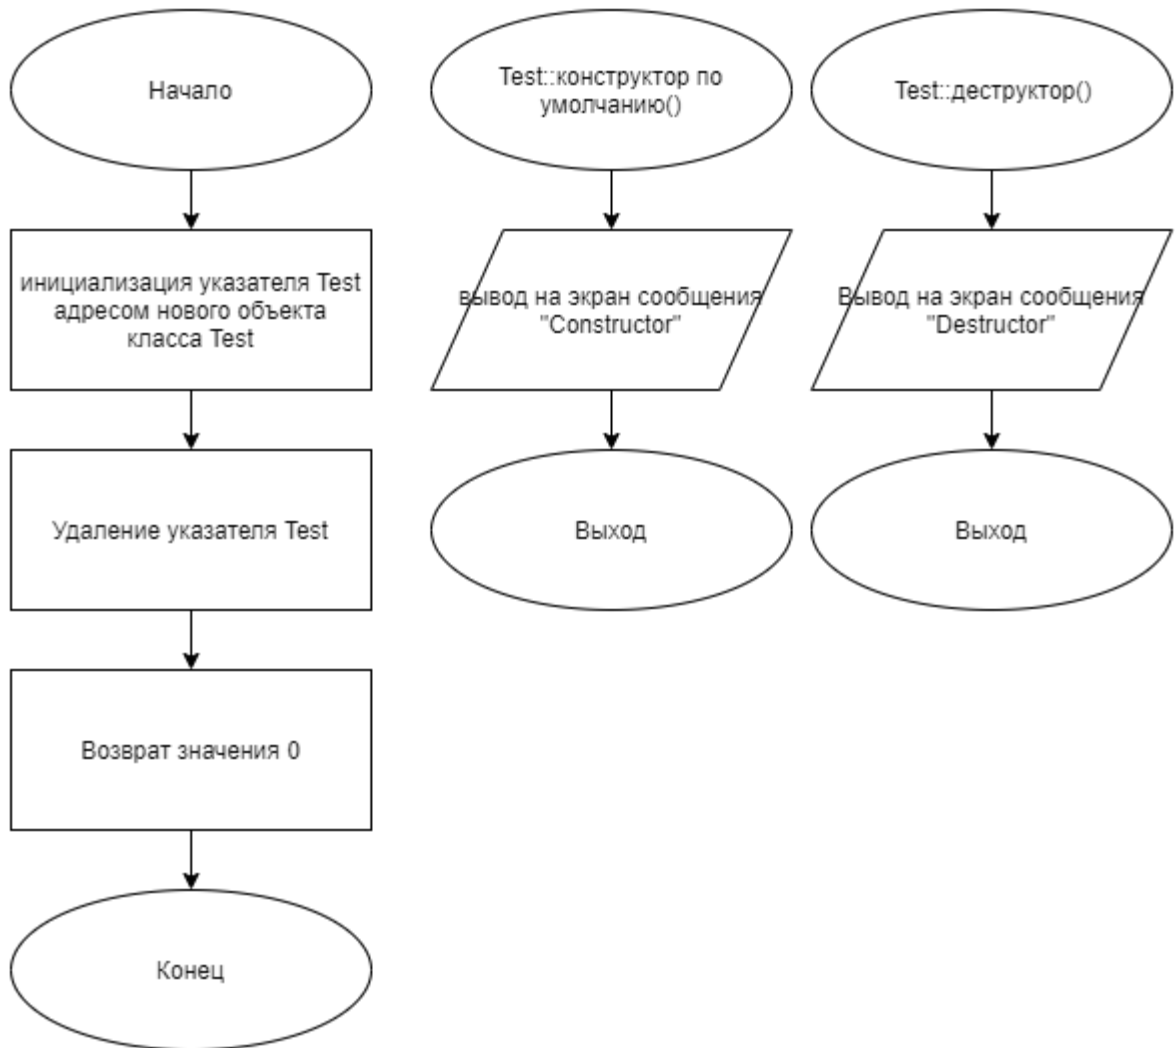 Начало
инициализация указателя Test
адресом нового объекта
класса Test
Удаление указателя Test
Возврат значения 0
Конец
Test::конструктор по
умолчанию()
вывод на экран сообщения
"Constructor"
Выход
Test::деструктор()
Вывод на экран сообщения
"Destructor"
Выход